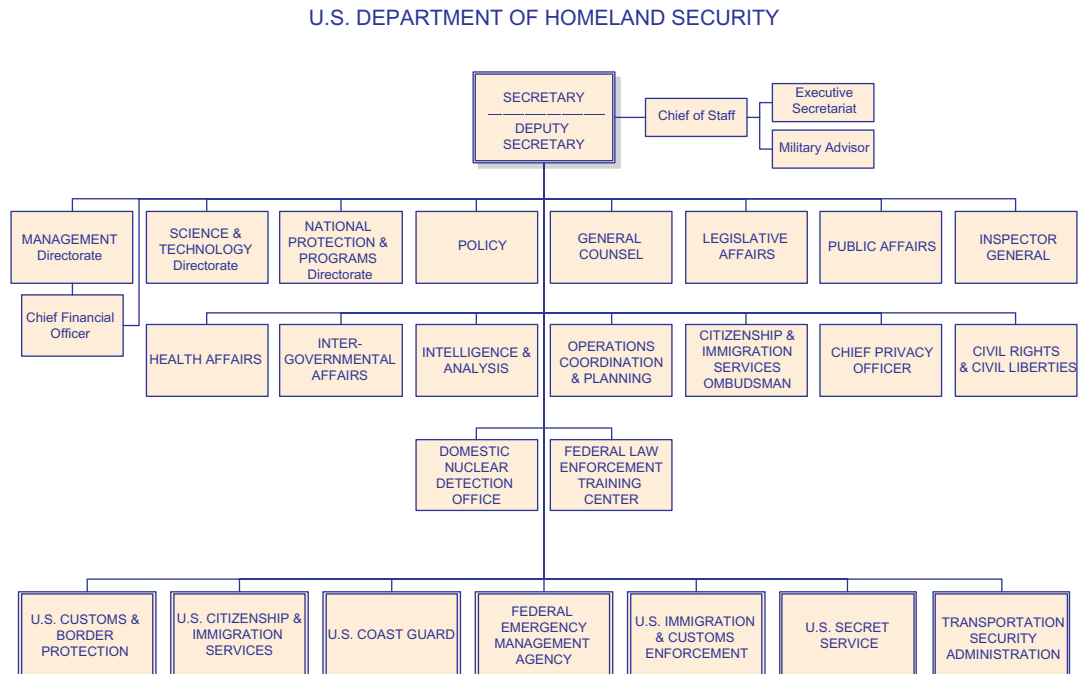 U.S. DEPARTMENT OF HOMELAND SECURITY
SECRETARY
DEPUTY
SECRETARY
Chief of Staff
Executive
Secretariat
Military Advisor
MANAGEMENT
Directorate
SCIENCE &
TECHNOLOGY
Directorate
NATIONAL
PROTECTION &
PROGRAMS
Directorate
POLICY
GENERAL
COUNSEL
LEGISLATIVE
AFFAIRS
PUBLIC AFFAIRS
INSPECTOR
GENERAL
Chief Financial
Officer
HEALTH AFFAIRS
INTER-
GOVERNMENTAL
AFFAIRS
INTELLIGENCE &
ANALYSIS
OPERATIONS
COORDINATION
& PLANNING
CITIZENSHIP &
IMMIGRATION
SERVICES
OMBUDSMAN
CHIEF PRIVACY
OFFICER
CIVIL RIGHTS
& CIVIL LIBERTIES
DOMESTIC
NUCLEAR
DETECTION
OFFICE
FEDERAL LAW
ENFORCEMENT
TRAINING
CENTER
U.S. CUSTOMS &
BORDER
PROTECTION
U.S. CITIZENSHIP &
IMMIGRATION
SERVICES
U.S. COAST GUARD
FEDERAL
EMERGENCY
MANAGEMENT
AGENCY
U.S. IMMIGRATION
& CUSTOMS
ENFORCEMENT
U.S. SECRET
SERVICE
TRANSPORTATION
SECURITY
ADMINISTRATION